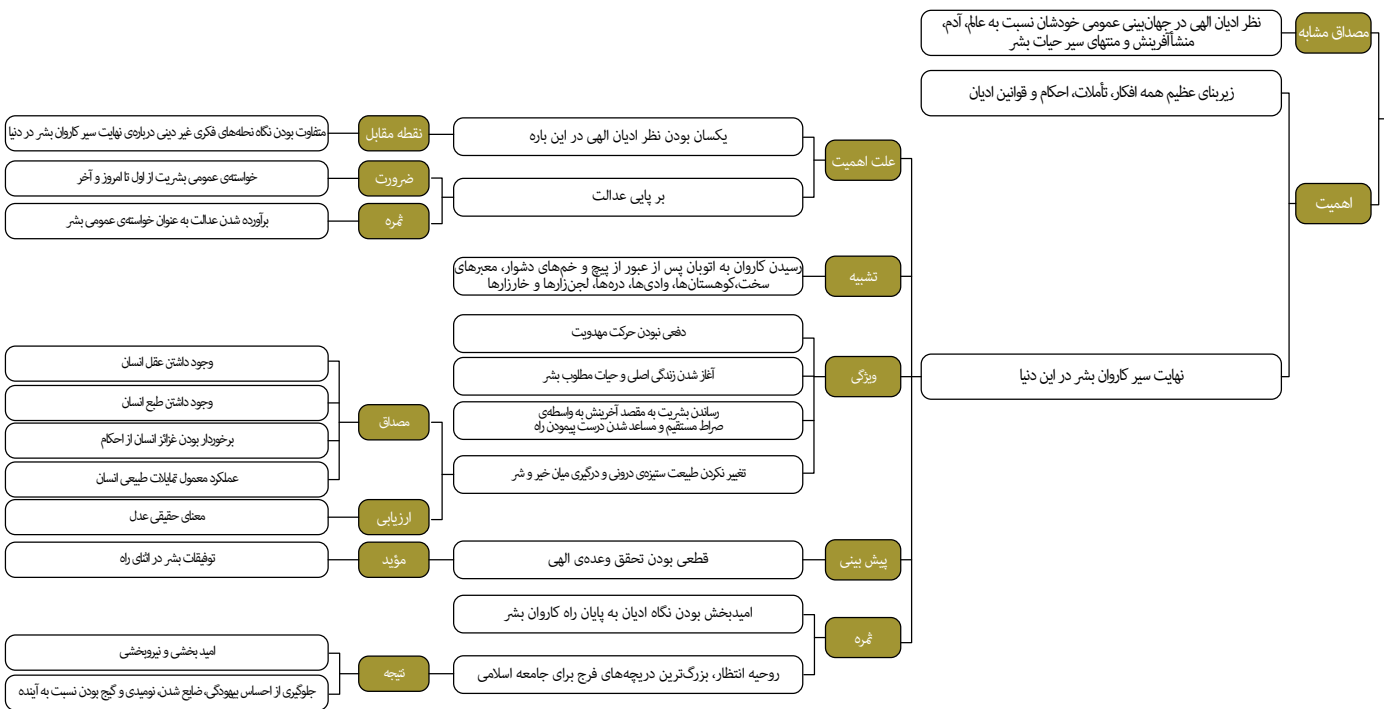 مصداق مشابه
نظر ادیان الهی در جهان‌بینی عمومی خودشان نسبت به عالم، آدم،
منشأآفرینش و منتهای سیر حیات بشر
اهمیت
زیربنای عظیم همه افکار، تأملات، احکام و قوانین ادیان
نهایت سیر کاروان بشر در این دنیا
علت اهمیت
یکسان بودن نظر ادیان الهی در این باره
نقطه مقابل
متفاوت بودن نگاه نحله‌های فکری غیر دینی درباره‌ی نهایت سیر کاروان بشر در دنیا
بر پایی عدالت
ضرورت
خواسته‌ی عمومی بشریت از اول تا امروز و آخر
ثمره
برآورده شدن عدالت به عنوان خواسته‌ی عمومی بشر
تشبیه
رسیدن کاروان به اتوبان پس از عبور از پیچ و خم‌های دشوار، معبرهای
سخت،کوهستان‌ها، وادی‌ها، دره‌ها، لجن‌زارها و خارزارها
ویژگی
دفعی نبودن حرکت مهدویت
آغاز شدن زندگی اصلی و حیات مطلوب بشر
رساندن بشریت به مقصد آخرینش به واسطه‌ی
صراط مستقیم و مساعد شدن درست پیمودن راه
تغییر نکردن طبیعت ستیزه‌ی درونی و درگیری میان خیر و شر
مصداق
وجود داشتن عقل انسان
وجود داشتن طبع انسان
برخوردار بودن غرائز انسان از احکام
عملکرد معمول تمایلات طبیعی انسان
ارزیابی
معنای حقیقی عدل
پیش بینی
قطعی بودن تحقق وعده‌ی الهی
مؤید
توفیقات بشر در اثنای راه
ثمره
امیدبخش بودن نگاه ادیان به پایان راه کاروان بشر
روحیه انتظار، بزرگ‌ترین دریچه‌های فرج برای جامعه اسلامی
نتیجه
امید بخشی و نیروبخشی
جلوگیری از احساس بیهودگی، ضایع شدن، نومیدی و گیج بودن نسبت به آینده